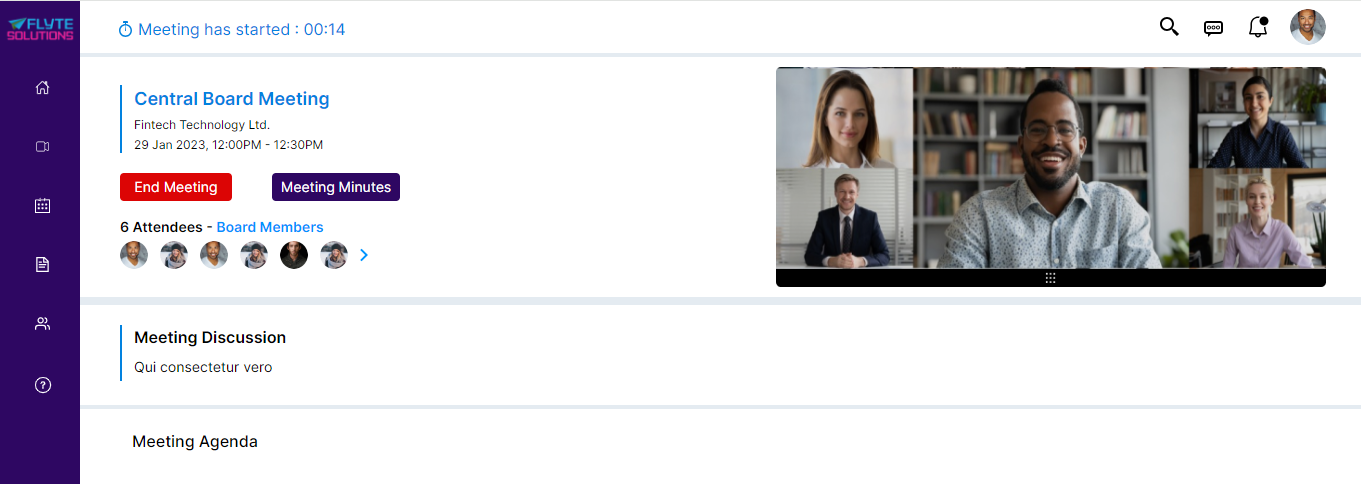 FLYTE
SOLUTIONS
Meeting has started : 00:14
Central Board Meeting
Fintech Technology Ltd.
29 Jan 2023, 12:00PM - 12:30PM
End Meeting
Meeting Minutes
6 Attendees - Board Members
Meeting Discussion
Qui consectetur vero
Meeting Agenda